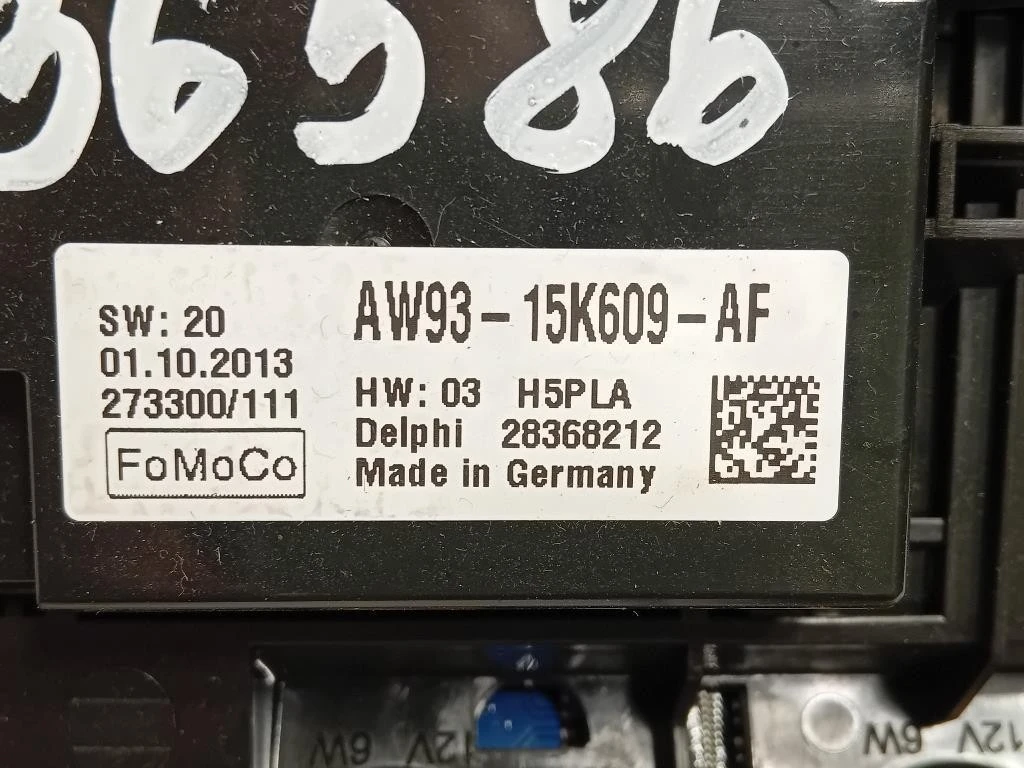 36586
SW: 20
01.10.2013
273300/111
FoMoCo
AW93-15K609-AF
HW: 03 H5PLA
Delphi 28368212
Made in Germany
12V 6W
12V 6W